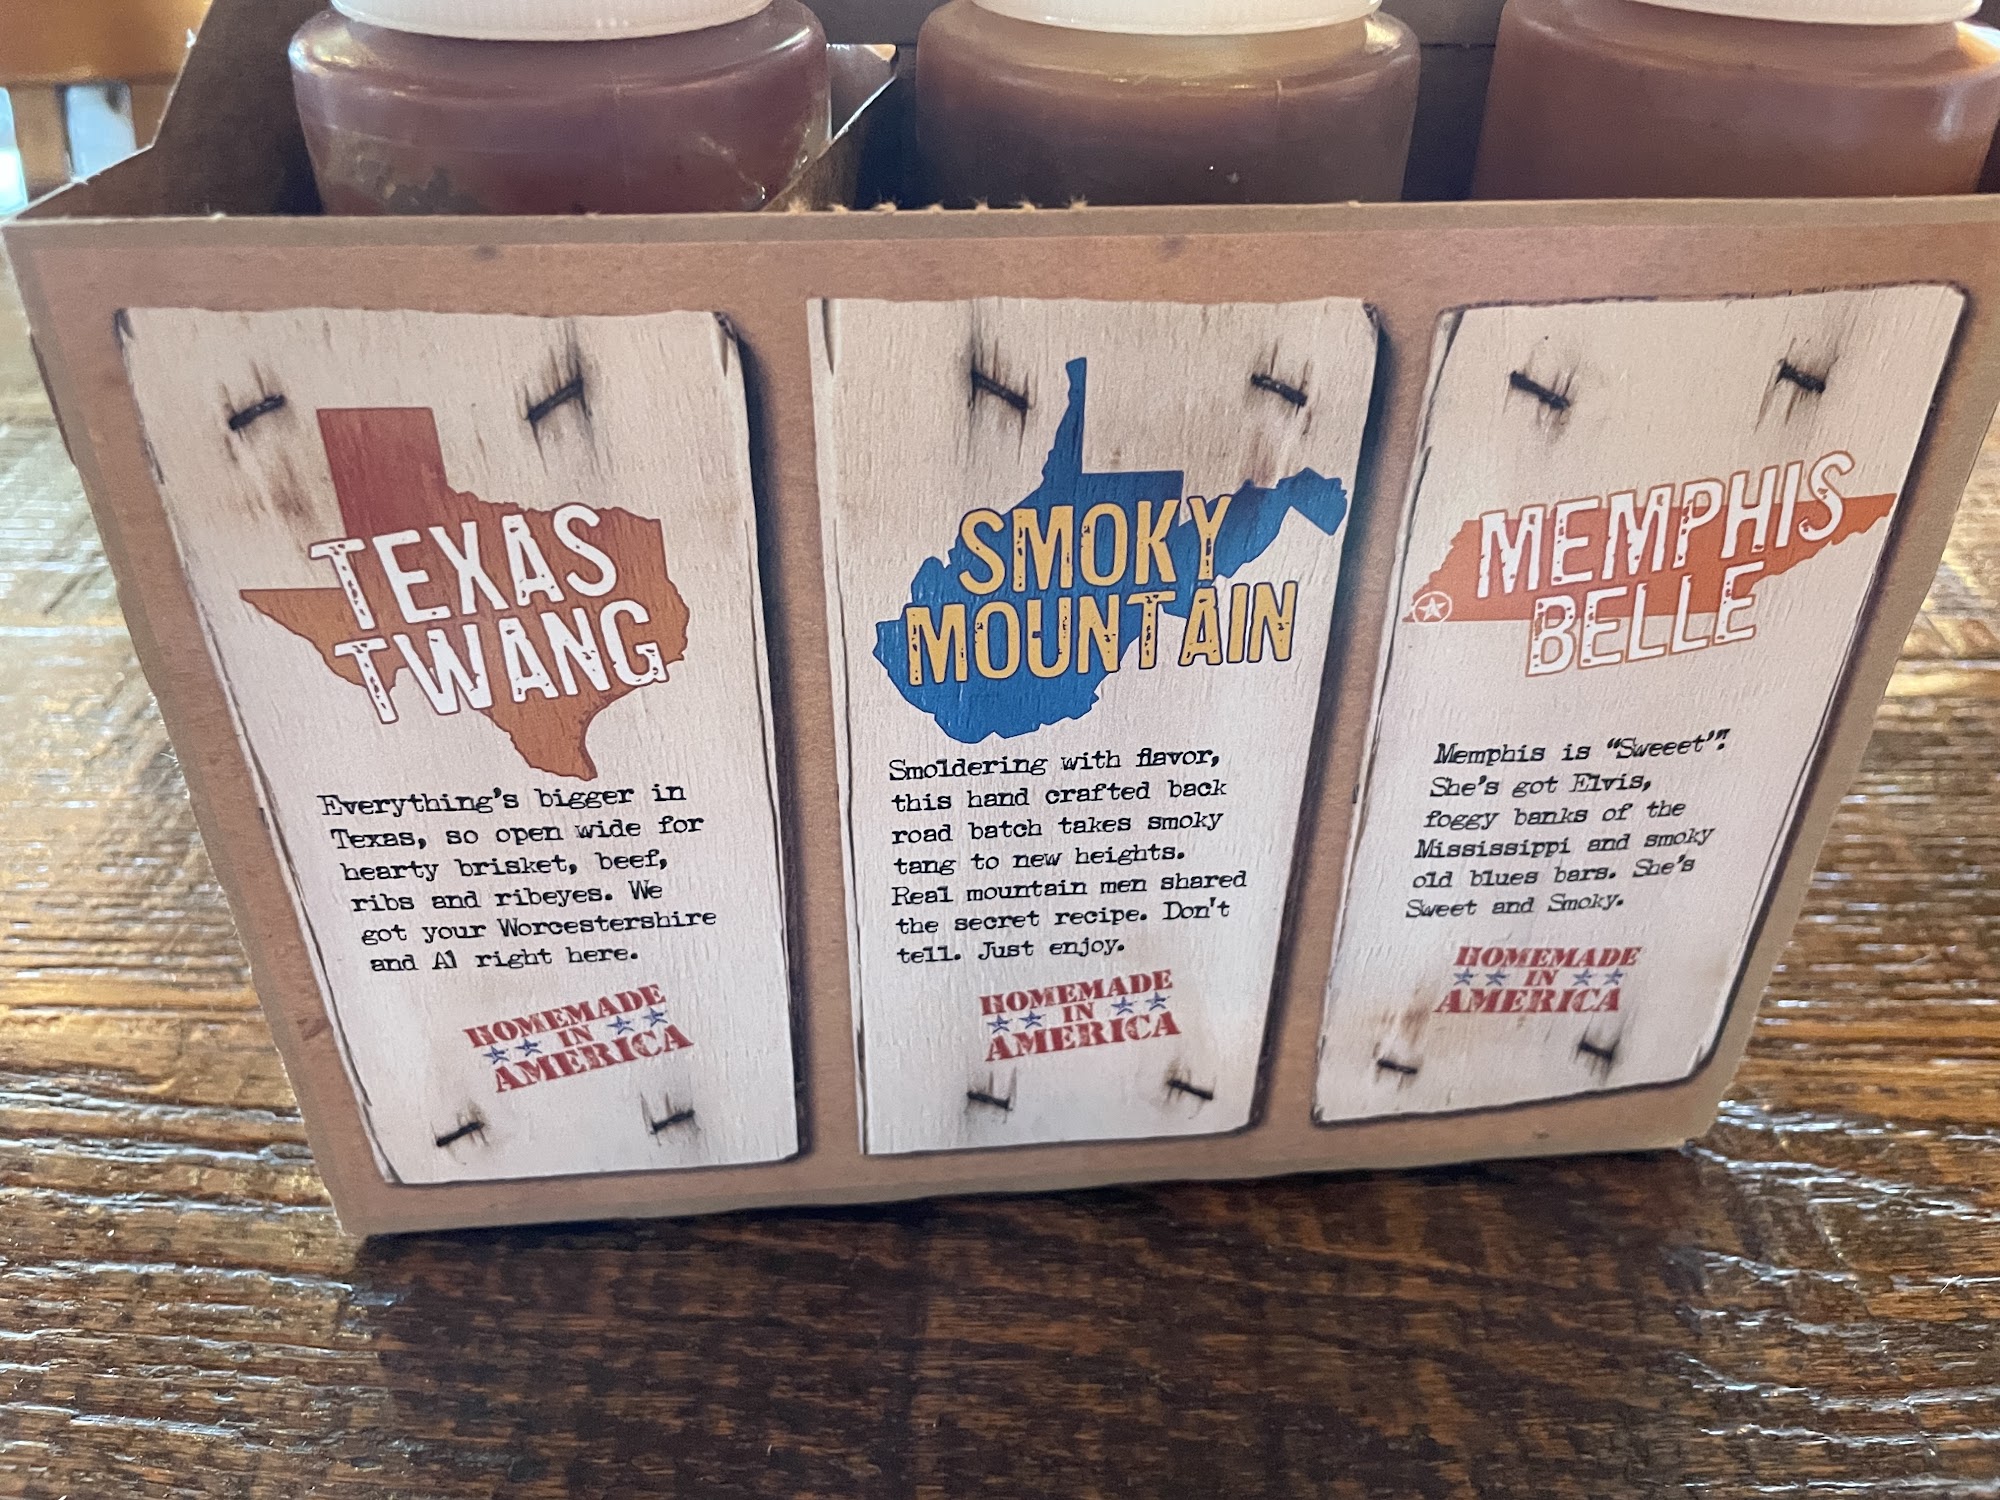 TEXAS
TWANG
Everything's bigger in
Texas, so open wide for
hearty brisket, beef,
ribs and ribeyes. We
got your Worcestershire
and A1 right here.
HOMEMADE
IN
AMERICA
SMOKY
MOUNTAIN
Smoldering with flavor,
this hand crafted back
road batch takes smoky
tang to new heights.
Real mountain men shared
the secret recipe. Don't
tell. Just enjoy.
HOMEMADE
IN
AMERICA
MEMPHIS
BELLE
Memphis is "Sweeet"!
She's got Elvis,
foggy banks of the
Mississippi and smoky
old blues bars. She's
Sweet and Smoky.
HOMEMADE
IN
AMERICA